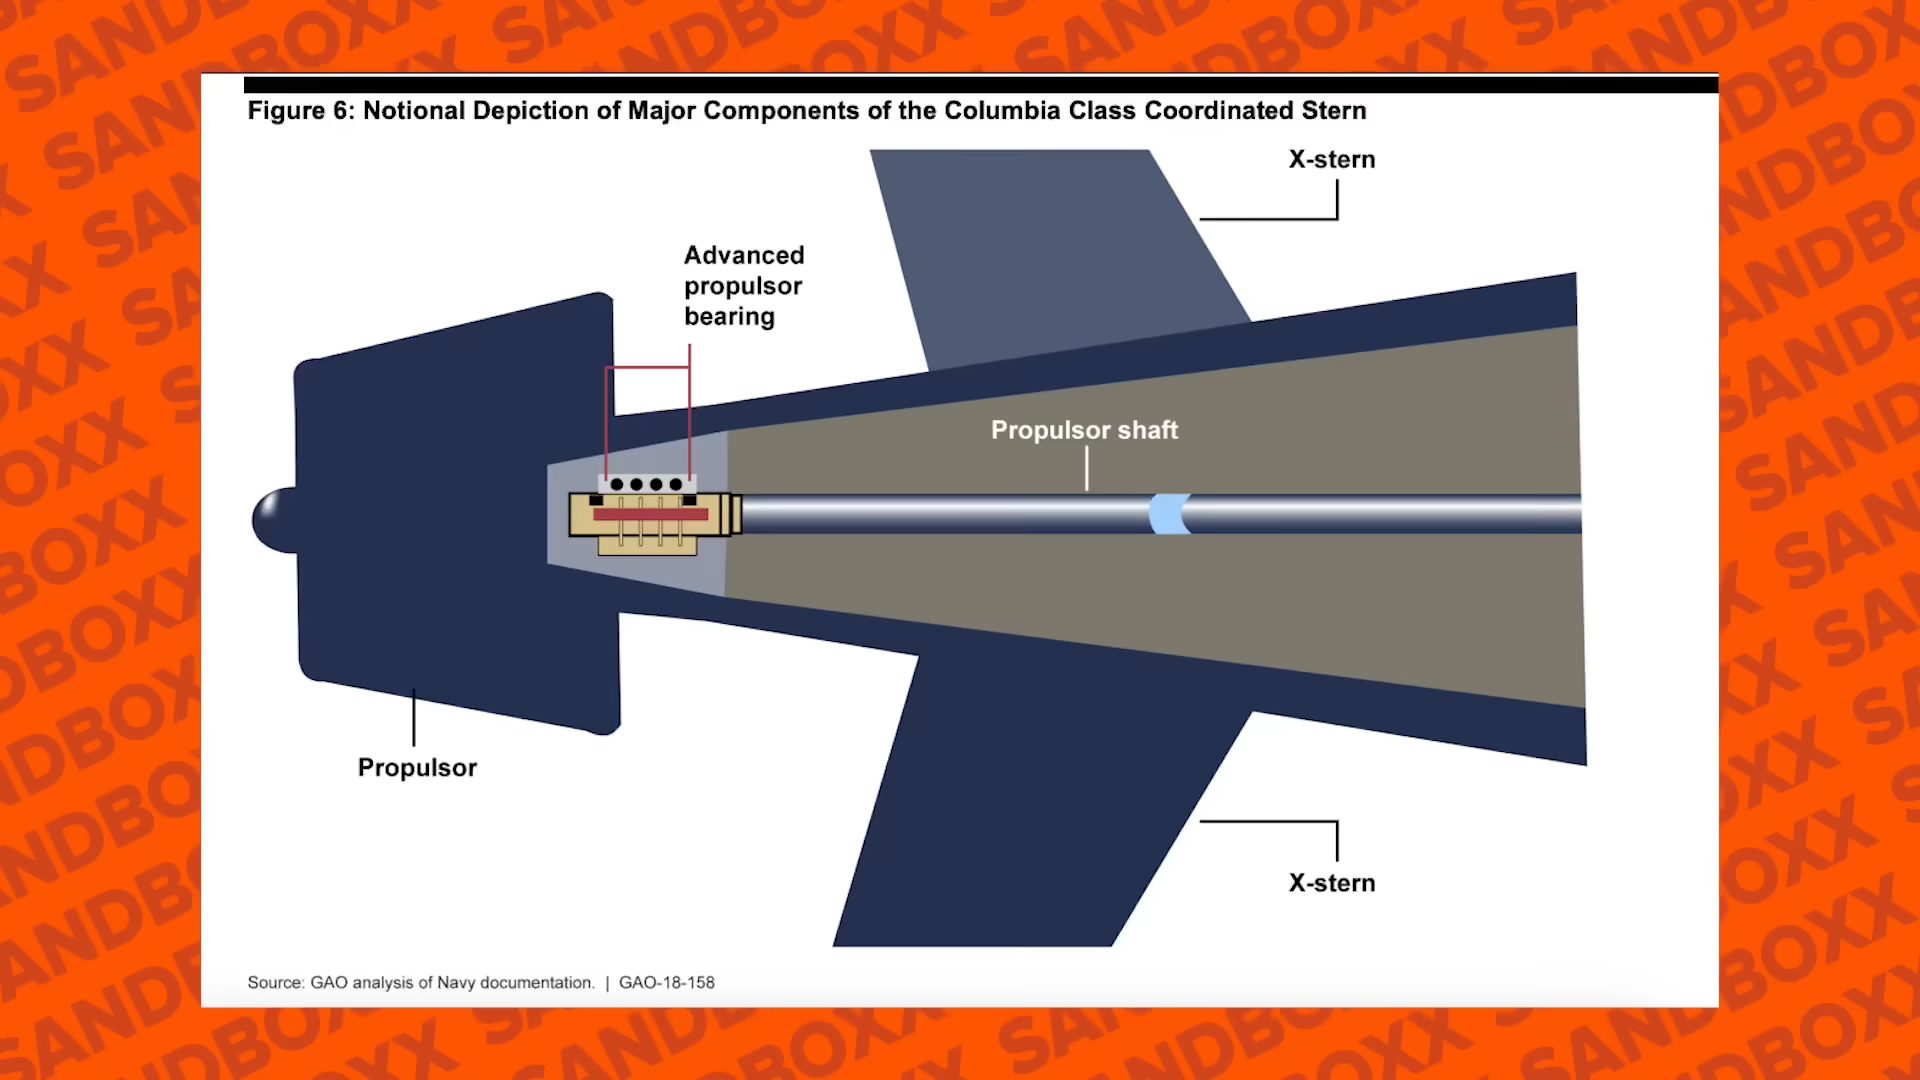 Figure 6: Notional Depiction of Major Components of the Columbia Class Coordinated Stern
X-stern
Advanced
propulsor
bearing
Propulsor shaft
Propulsor
X-stern
Source: GAO analysis of Navy documentation. | GAO-18-158
SANDBOXX